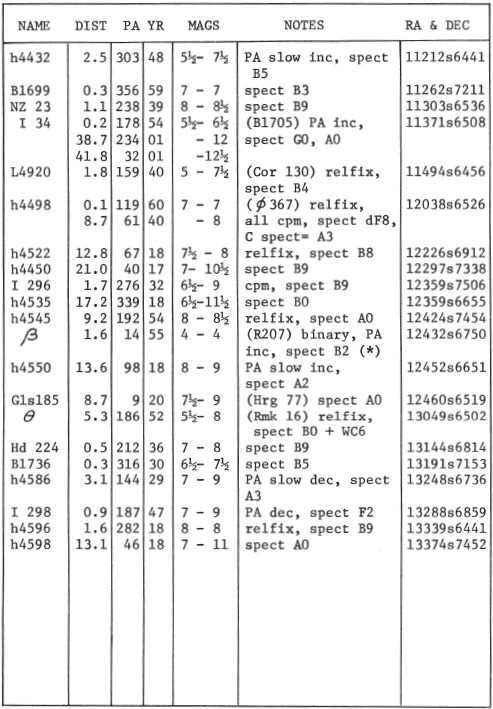 NAME DIST PA YR MAGS NOTES RA & DEC
h4432 2.5 303 48 5½- 7½ PA slow inc, spect 11212s6441
B5
B1699 0.3 356 59 7 - 7 spect B3 11262s7211
NZ 23 1.1 238 39 8 - 8½ spect B9 11303s6536
I 34 0.2 178 54 5½- 6½ (B1705) PA inc, 11371s6508
38.7 234 01 - 12 spect G0, A0
41.8 32 01 -12½
L4920 1.8 159 40 5 - 7½ (Cor 130) relfix, 11494s6456
spect B4
h4498 0.1 119 60 7 - 7 (ϕ367) relfix, 12038s6526
8.7 61 40 - 8 all cpm, spect dF8,
C spect= A3
h4522 12.8 67 18 7½ - 8 relfix, spect B8 12226s6912
h4450 21.0 40 17 7- 10½ spect B9 12297s7338
I 296 1.7 276 32 6½- 9 cpm, spect B9 12359s7506
h4535 17.2 339 18 6½-11½ spect B0 12359s6655
h4545 9.2 192 54 8 - 8½ relfix, spect A0 12424s7454
β 1.6 14 55 4 - 4 (R207) binary, PA 12432s6750
inc, spect B2 (*)
h4550 13.6 98 18 8 - 9 PA slow inc, 12452s6651
spect A2
Gls185 8.7 9 20 7½- 9 (Hrg 77) spect A0 12460s6519
θ 5.3 186 52 5½- 8 (Rmk 16) relfix, 13049s6502
spect B0 + WC6
Hd 224 0.5 212 36 7 - 8 spect B9 13144s6814
B1736 0.3 316 30 6½- 7½ spect B5 13191s7153
h4586 3.1 144 29 7 - 9 PA slow dec, spect 13248s6736
A3
I 298 0.9 187 47 7 - 9 PA dec, spect F2 13288s6859
h4596 1.6 282 18 8 - 8 relfix, spect B9 13339s6441
h4598 13.1 46 18 7 - 11 spect A0 13374s7452